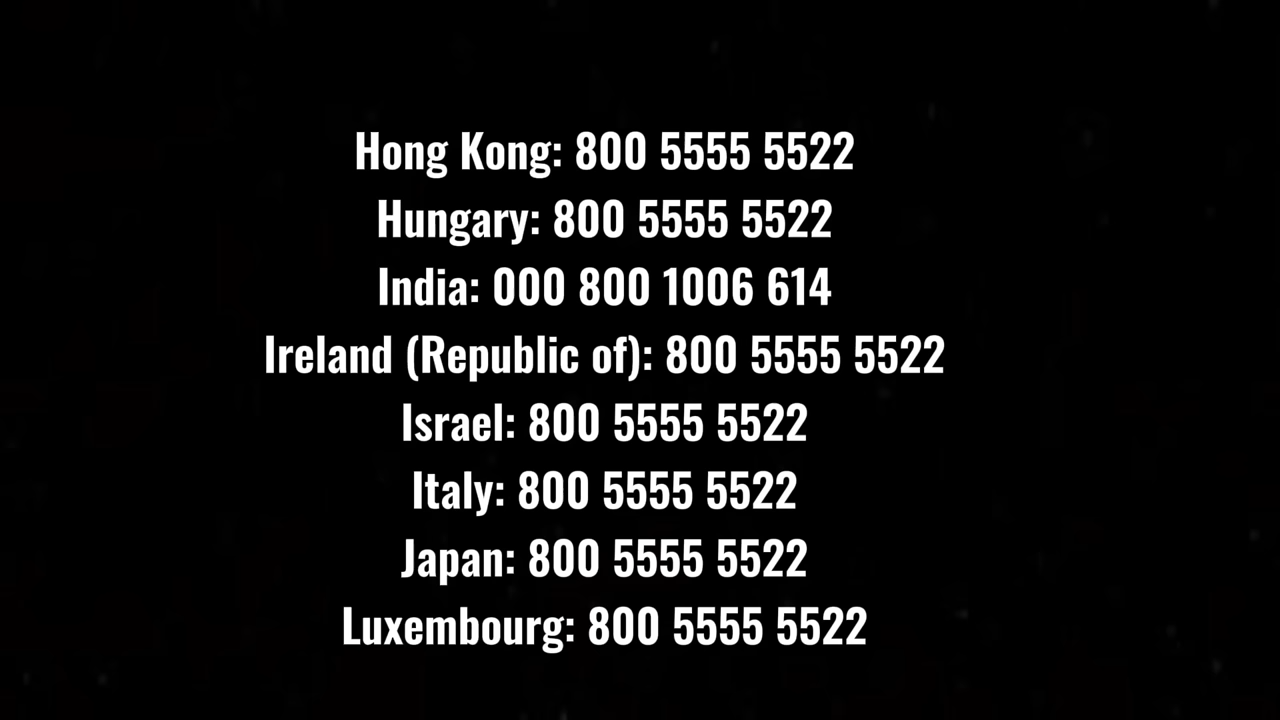 Hong Kong: 800 5555 5522
Hungary: 800 5555 5522
India: 000 800 1006 614
Ireland (Republic of): 800 5555 5522
Israel: 800 5555 5522
Italy: 800 5555 5522
Japan: 800 5555 5522
Luxembourg: 800 5555 5522